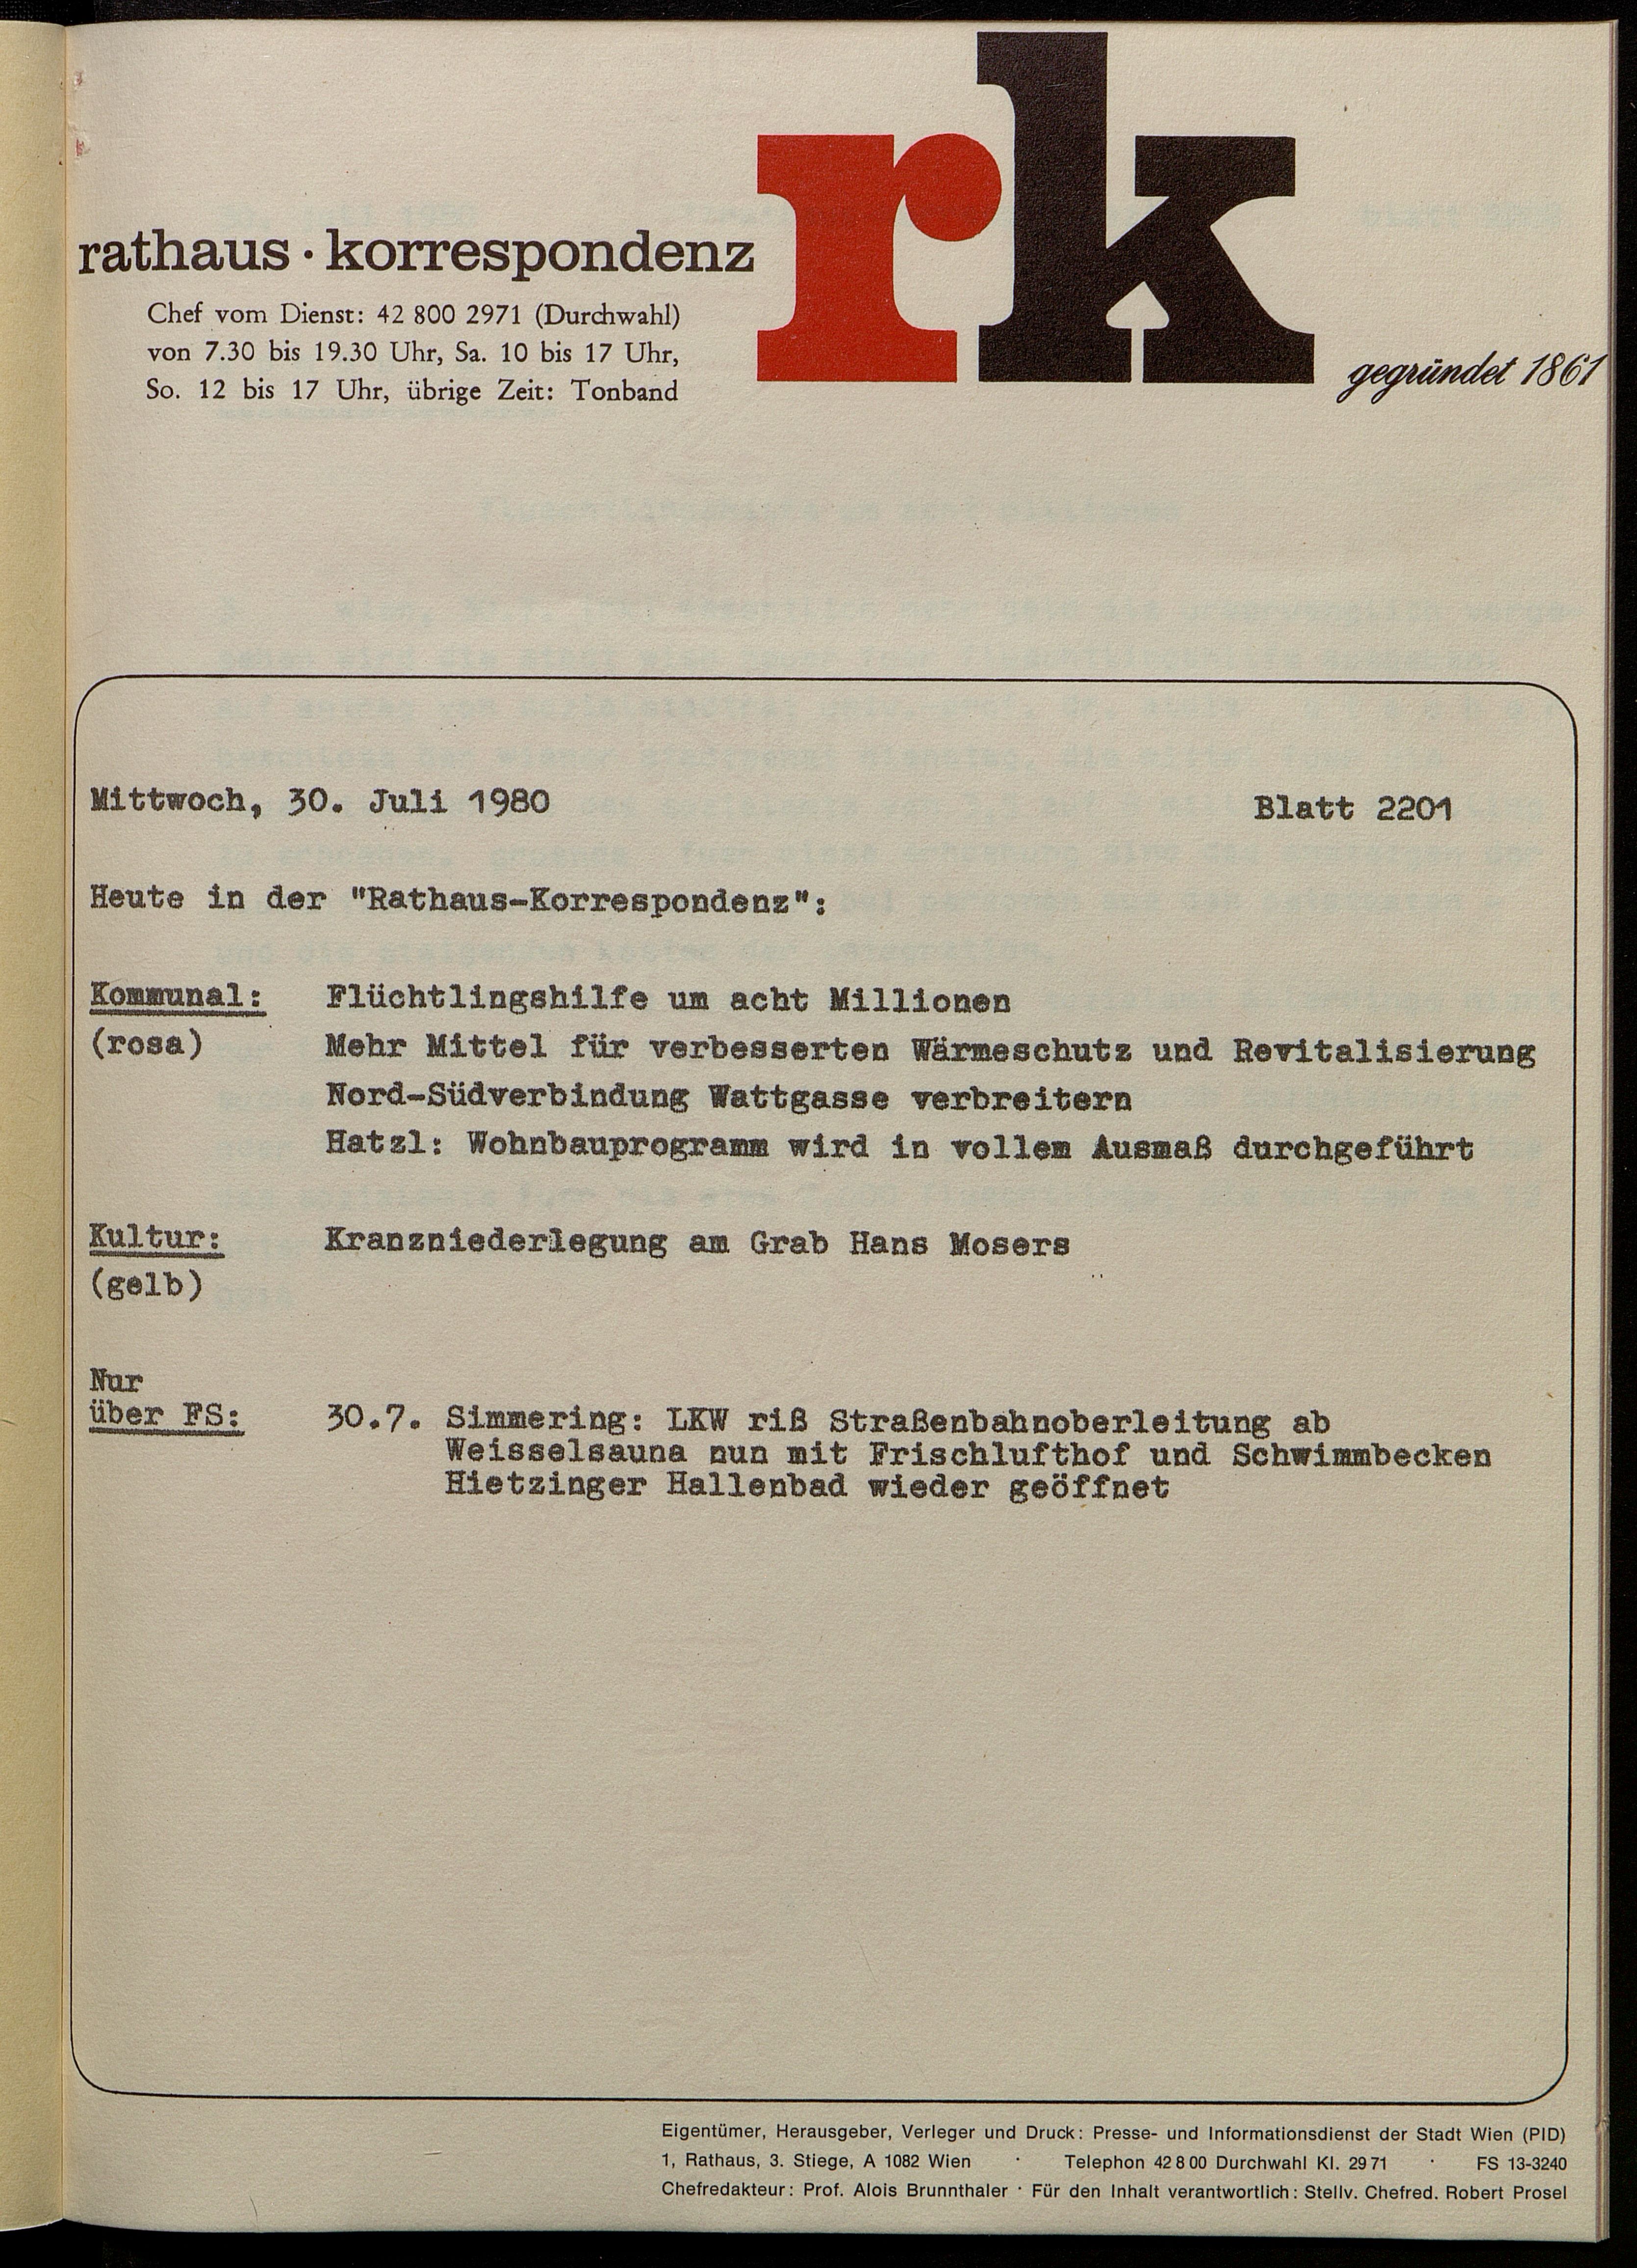 rk
rathaus · korrespondenz
Chef vom Dienst: 42 800 2971 (Durchwahl)
von 7.30 bis 19.30 Uhr, Sa. 10 bis 17 Uhr,
So. 12 bis 17 Uhr, übrige Zeit: Tonband
gegründet 1861
Mittwoch, 30. Juli 1980 Blatt 2201
Heute in der "Rathaus-Korrespondenz":
Kommunal: Flüchtlingshilfe um acht Millionen
(rosa) Mehr Mittel für verbesserten Wärmeschutz und Revitalisierung
Nord-Südverbindung Wattgasse verbreitern
Hatzl: Wohnbauprogramm wird in vollem Ausmaß durchgeführt
Kultur: Kranzniederlegung am Grab Hans Mosers
(gelb)
Nur
über FS: 30.7. Simmering: LKW riß Straßenbahnoberleitung ab
Weisselsauna nun mit Frischlufthof und Schwimmbecken
Hietzinger Hallenbad wieder geöffnet
Eigentümer, Herausgeber, Verleger und Druck: Presse- und Informationsdienst der Stadt Wien (PID)
1, Rathaus, 3. Stiege, A 1082 Wien · Telephon 42 8 00 Durchwahl Kl. 29 71 · FS 13-3240
Chefredakteur: Prof. Alois Brunnthaler · Für den Inhalt verantwortlich: Stellv. Chefred. Robert Prosel